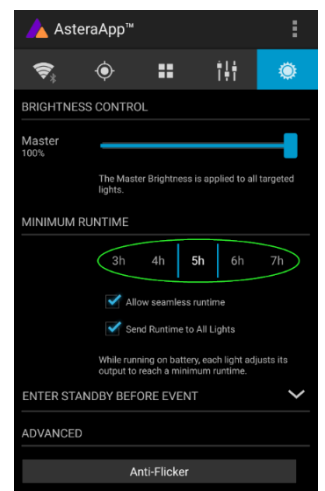 AsteraApp™
BRIGHTNESS CONTROL
Master
100%
The Master Brightness is applied to all targeted
lights.
MINIMUM RUNTIME
3h 4h 5h 6h 7h
Allow seamless runtime
Send Runtime to All Lights
While running on battery, each light adjusts its
output to reach a minimum runtime.
ENTER STANDBY BEFORE EVENT
ADVANCED
Anti-Flicker